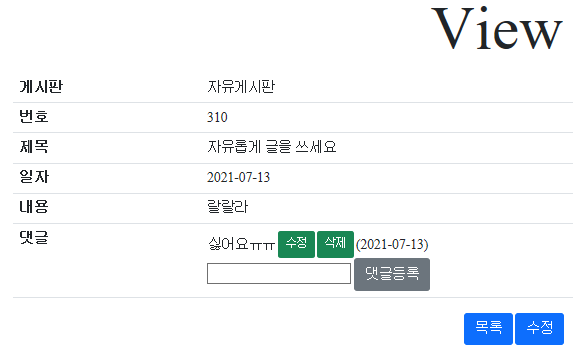 View
게시판 자유게시판
번호 310
제목 자유롭게 글을 쓰세요
일자 2021-07-13
내용 랄랄라
댓글 싫어요ㅠㅠ 수정 삭제 (2021-07-13)
댓글등록
목록 수정